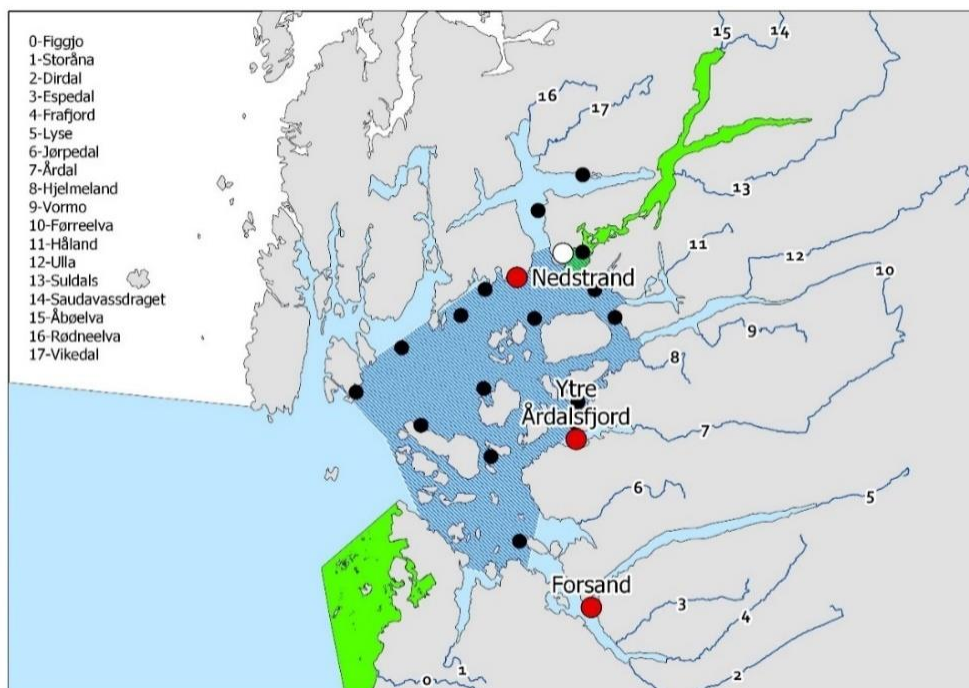 0-Figgjo
1-Storåna
2-Dirdal
3-Espedal
4-Frafjord
5-Lyse
6-Jørpedal
7-Årdal
8-Hjelmeland
9-Vormo
10-Førreelva
11-Håland
12-Ulla
13-Suldals
14-Saudavassdraget
15-Åbøelva
16-Rødneelva
17-Vikedal
15
14
16
17
13
11
12
10
Nedstrand
9
8
Ytre
Årdalsfjord
7
6
5
Forsand
3
4
1
2
0